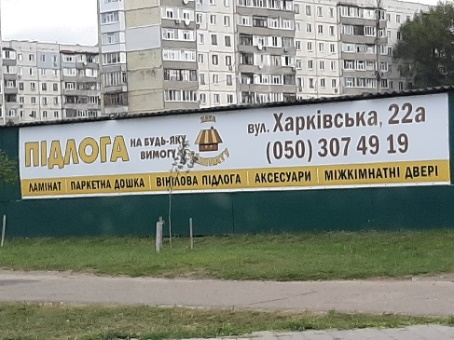 ПІДЛОГА
НА БУДЬ-ЯКУ
ВИМОГУ
вул. Харківська, 22а
(050) 307 49 19
ЛАМІНАТ | ПАРКЕТНА ДОШКА | ВІНІЛОВА ПІДЛОГА | АКСЕСУАРИ | МІЖКІМНАТНІ ДВЕРІ